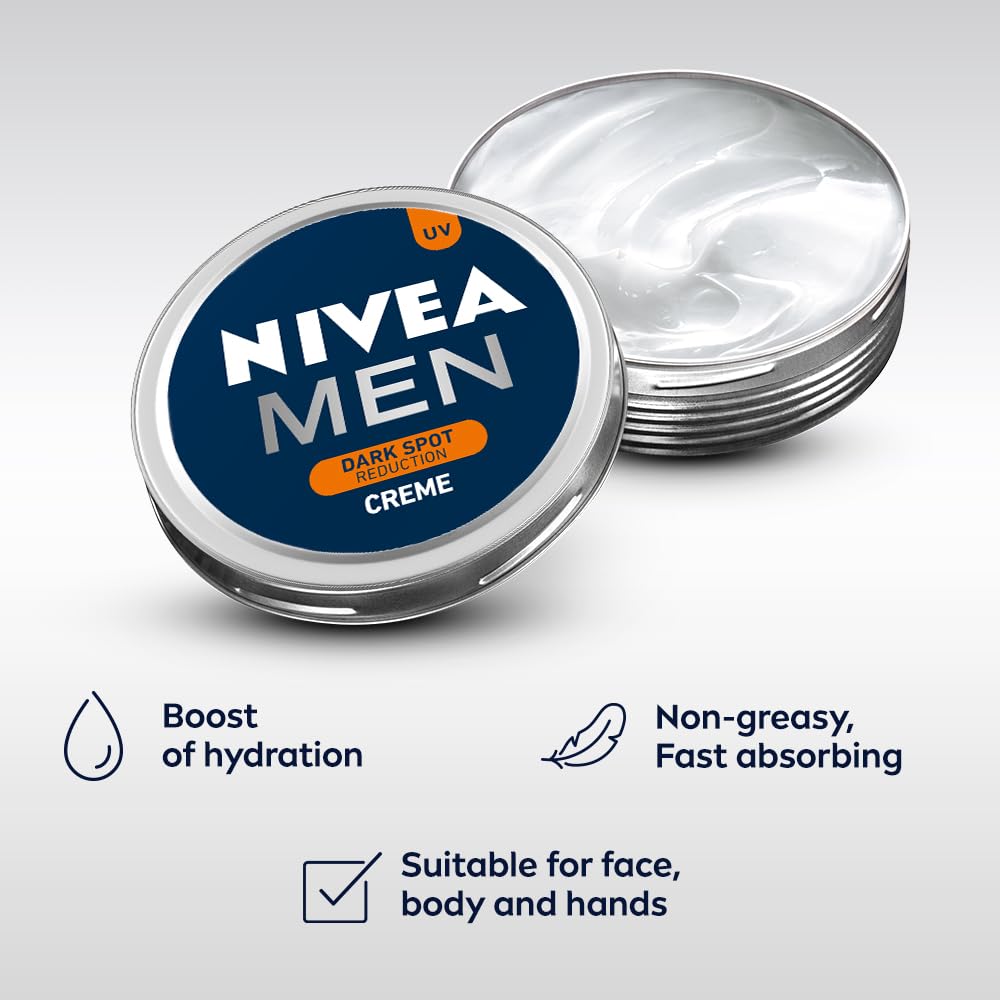 UV
NIVEA
MEN
DARK SPOT
REDUCTION
CREME
Boost
of hydration
Non-greasy,
Fast absorbing
Suitable for face,
body and hands